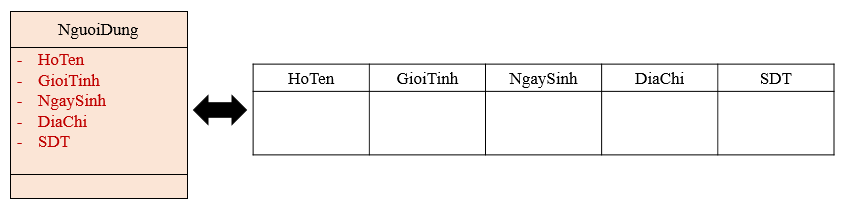 NguoiDung
- HoTen
- GioiTinh
- NgaySinh
- DiaChi
- SDT
HoTen GioiTinh NgaySinh DiaChi SDT